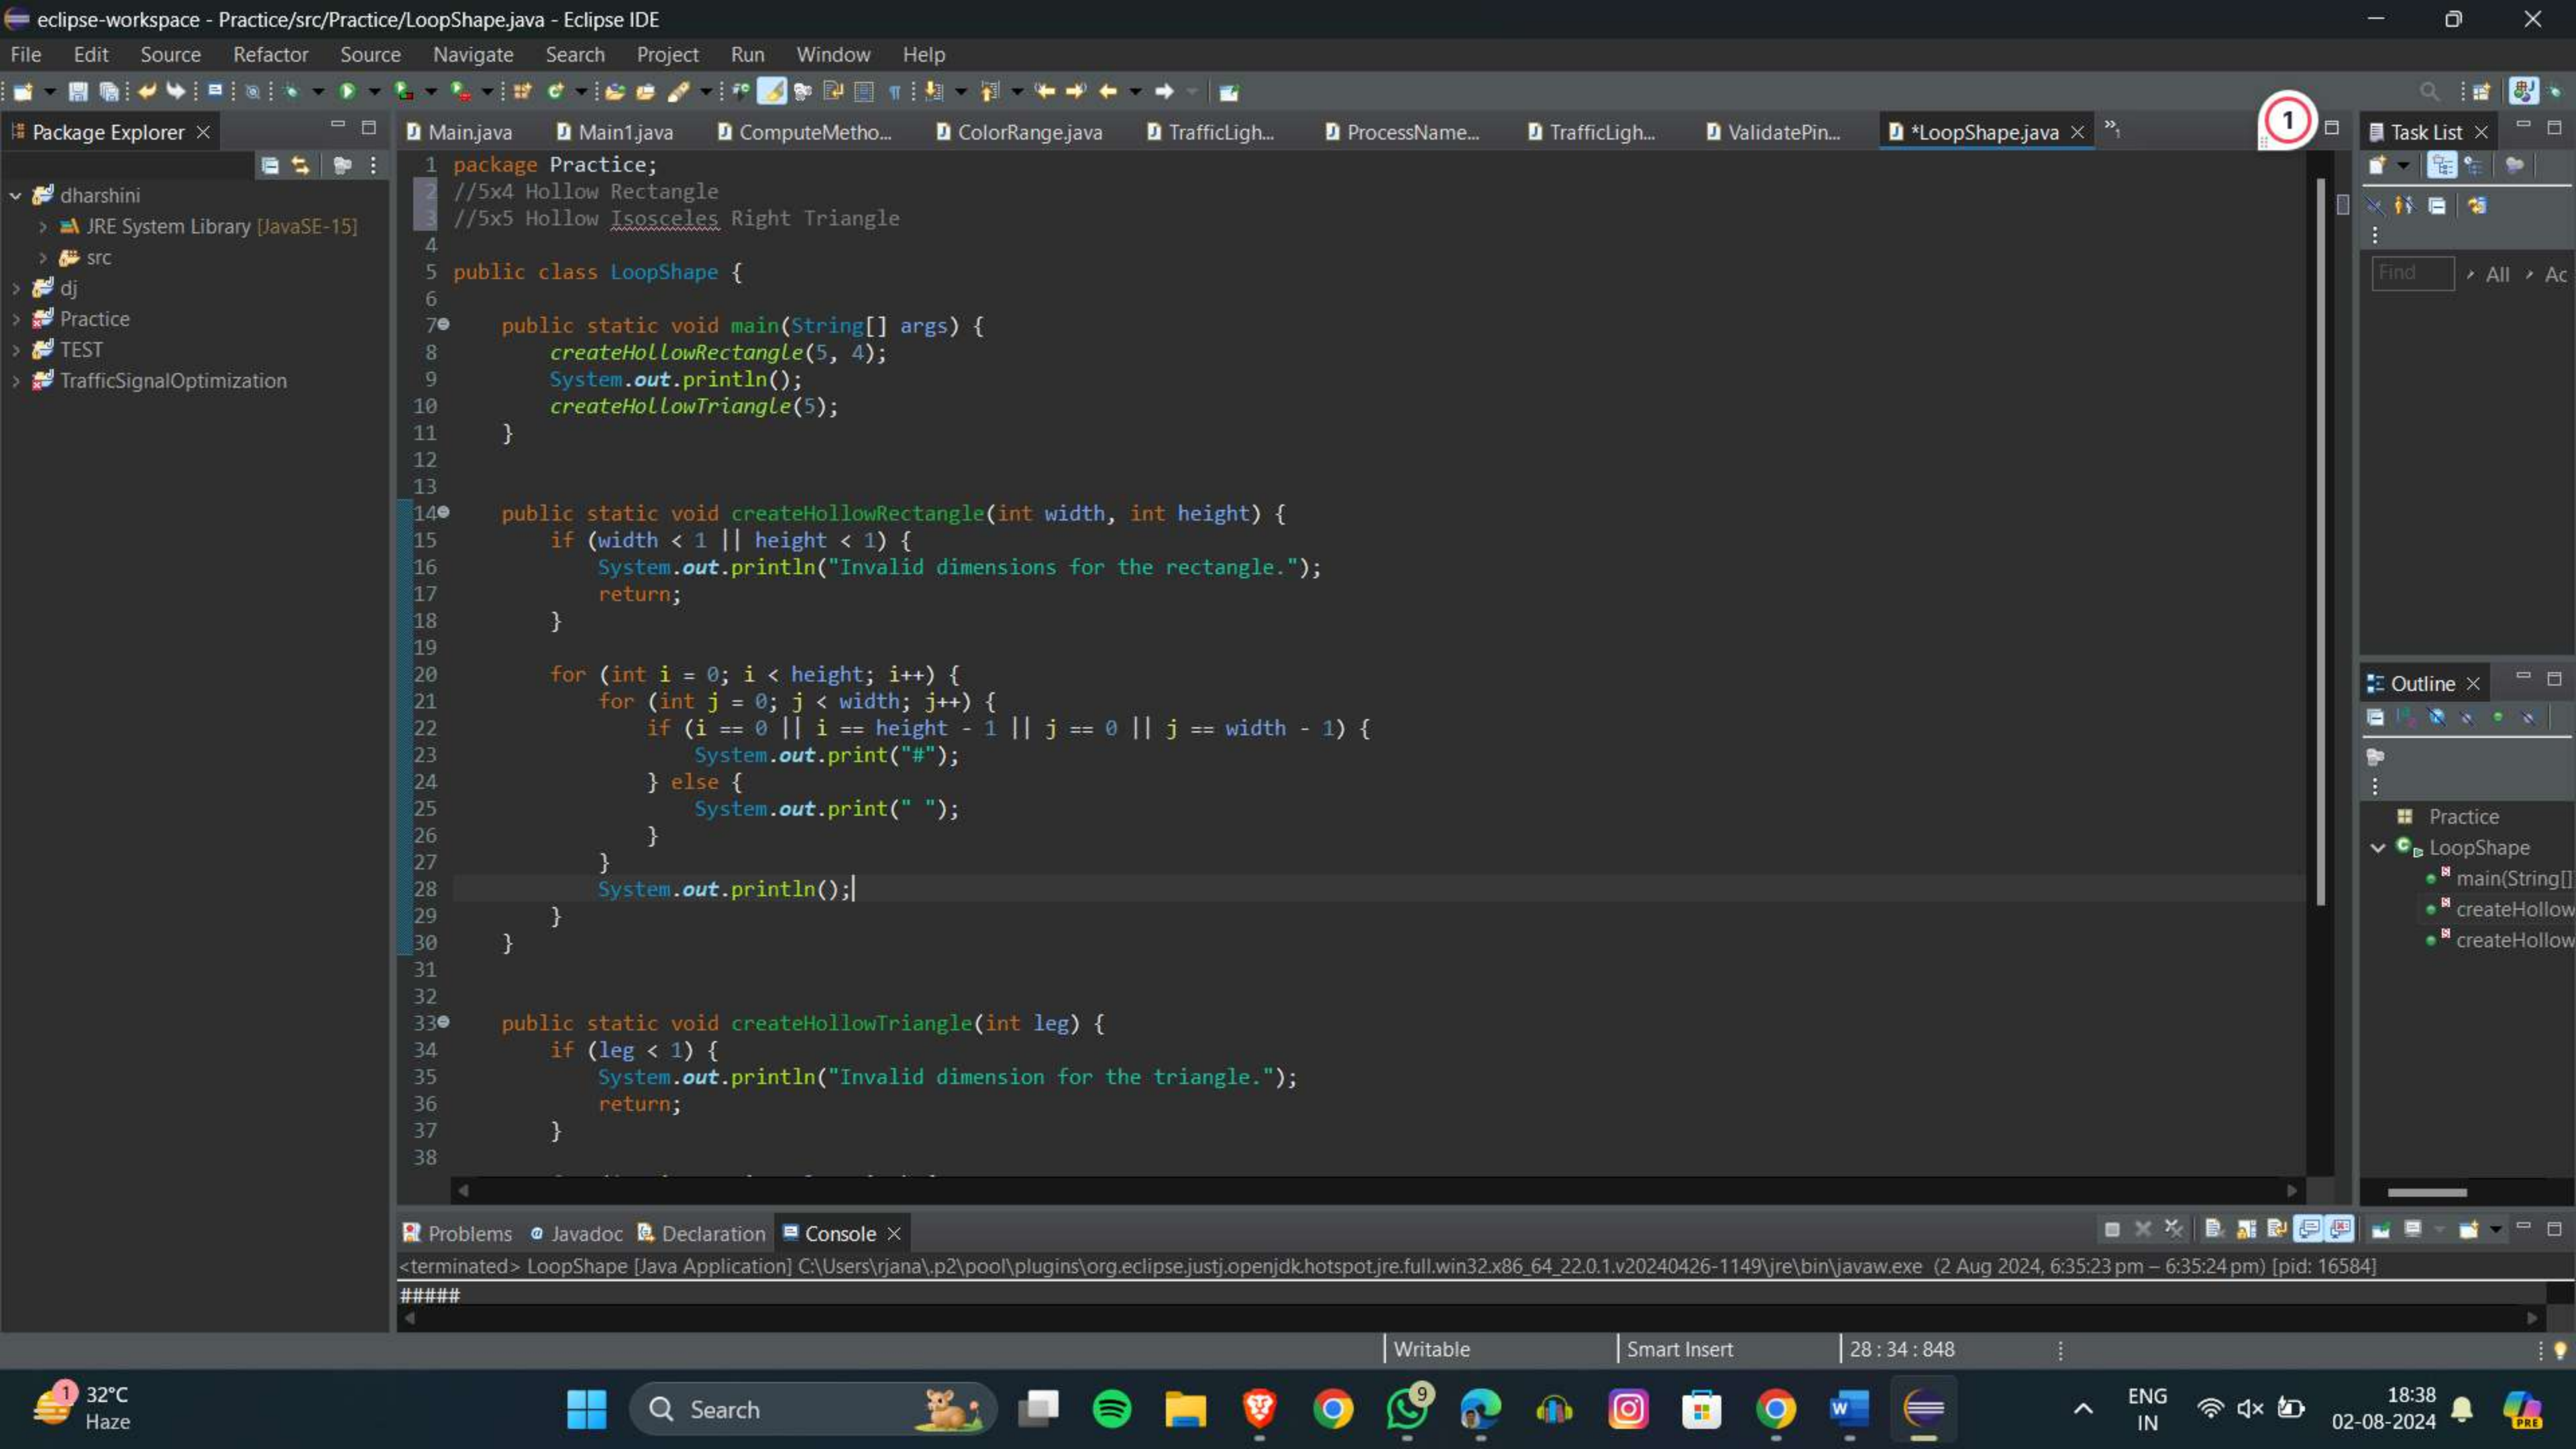 eclipse-workspace - Practice/src/Practice/LoopShape.java - Eclipse IDE
File Edit Source Refactor Source Navigate Search Project Run Window Help
Package Explorer
Main.java Main1.java ComputeMetho... ColorRange.java TrafficLigh... ProcessName... TrafficLigh... ValidatePin... *LoopShape.java »1
1
Task List
dharshini
JRE System Library [JavaSE-15]
src
dj
Practice
TEST
TrafficSignalOptimization
1 package Practice;
2 //5x4 Hollow Rectangle
3 //5x5 Hollow Isosceles Right Triangle
4
5 public class LoopShape {
6
7 public static void main(String[] args) {
8 createHollowRectangle(5, 4);
9 System.out.println();
10 createHollowTriangle(5);
11 }
12
13
14 public static void createHollowRectangle(int width, int height) {
15 if (width < 1 || height < 1) {
16 System.out.println("Invalid dimensions for the rectangle.");
17 return;
18 }
19
20 for (int i = 0; i < height; i++) {
21 for (int j = 0; j < width; j++) {
22 if (i == 0 || i == height - 1 || j == 0 || j == width - 1) {
23 System.out.print("#");
24 } else {
25 System.out.print(" ");
26 }
27 }
28 System.out.println();
29 }
30 }
31
32
33 public static void createHollowTriangle(int leg) {
34 if (leg < 1) {
35 System.out.println("Invalid dimension for the triangle.");
36 return;
37 }
38
Find All Ac
Outline
Practice
LoopShape
main(String[]
createHollow
createHollow
Problems Javadoc Declaration Console
<terminated> LoopShape [Java Application] C:\Users\rjana\.p2\pool\plugins\org.eclipse.justj.openjdk.hotspot.jre.full.win32.x86_64_22.0.1.v20240426-1149\jre\bin\javaw.exe (2 Aug 2024, 6:35:23 pm – 6:35:24 pm) [pid: 16584]
#####
Writable Smart Insert 28 : 34 : 848
1
32°C
Haze
Search
9
W
ENG
IN
18:38
02-08-2024
PRE